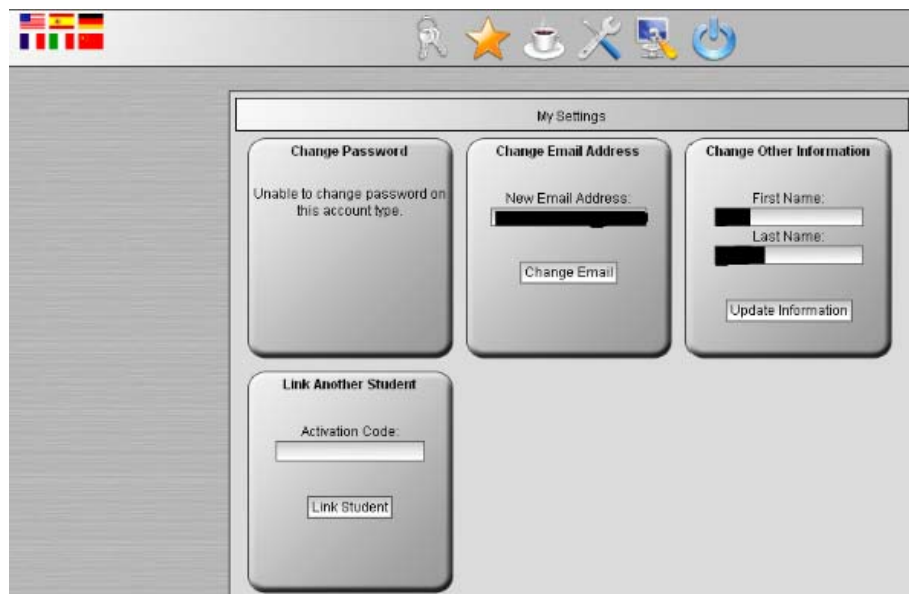 My Settings
Change Password
Unable to change password on
this account type.
Change Email Address
New Email Address:
Change Email
Change Other Information
First Name:
Last Name:
Update Information
Link Another Student
Activation Code:
Link Student